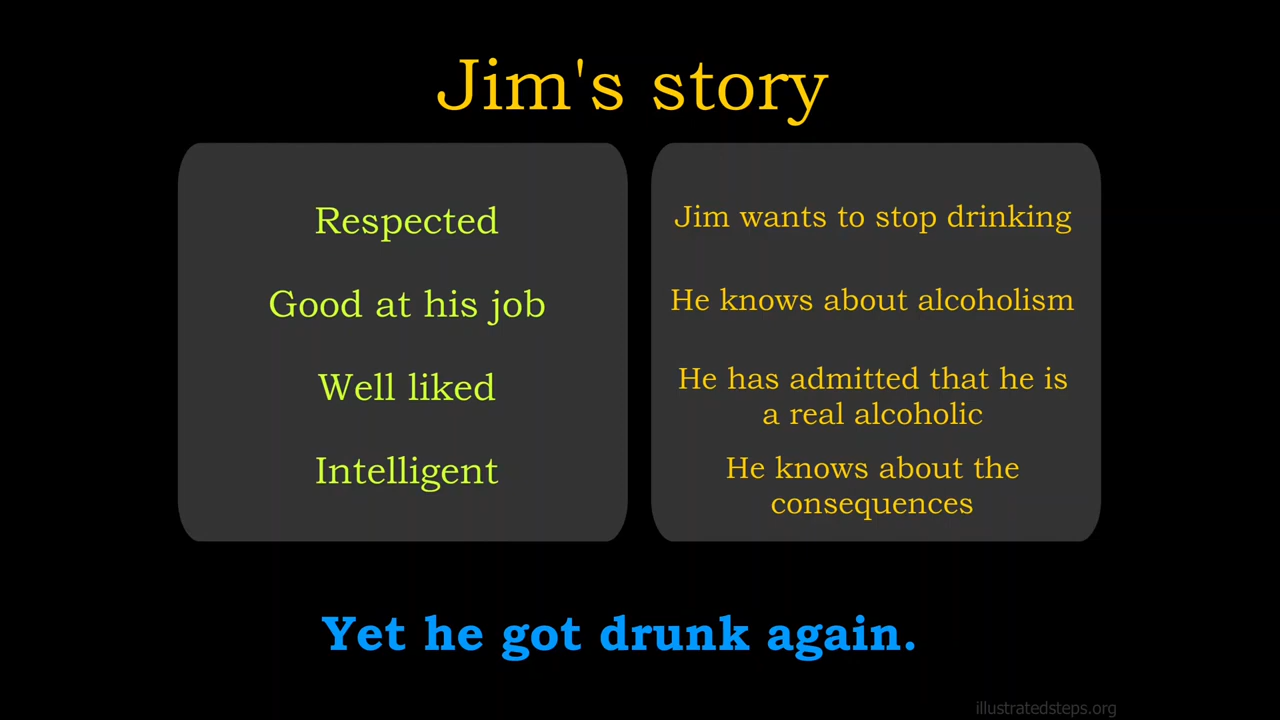 Jim's story
Respected
Good at his job
Well liked
Intelligent
Jim wants to stop drinking
He knows about alcoholism
He has admitted that he is
a real alcoholic
He knows about the
consequences
Yet he got drunk again.
illustratedsteps.org